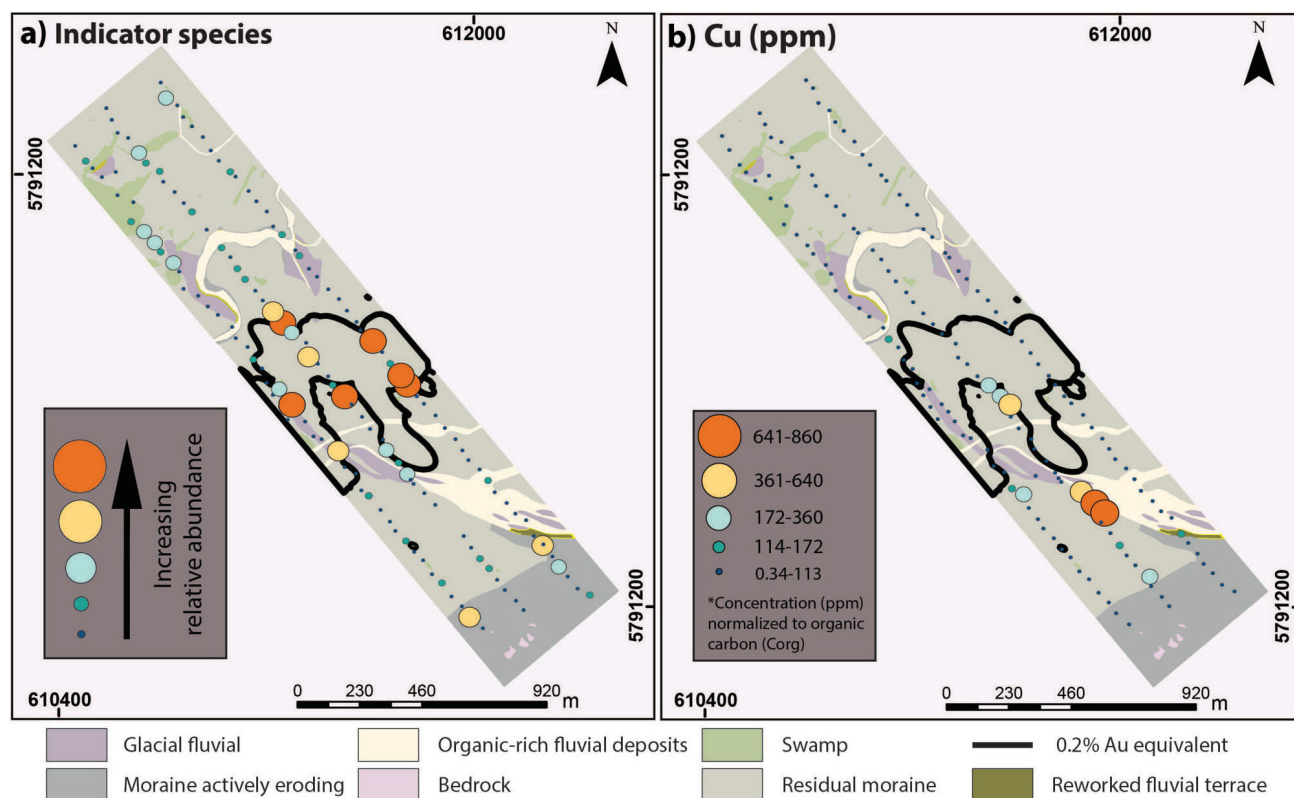 a) Indicator species
612000
N
5791200
Increasing
relative abundance
5791200
610400
0 230 460 920 m
b) Cu (ppm)
612000
N
5791200
641-860
361-640
172-360
114-172
0.34-113
*Concentration (ppm)
normalized to organic
carbon (Corg)
5791200
610400
0 230 460 920 m
Glacial fluvial
Organic-rich fluvial deposits
Swamp
0.2% Au equivalent
Moraine actively eroding
Bedrock
Residual moraine
Reworked fluvial terrace